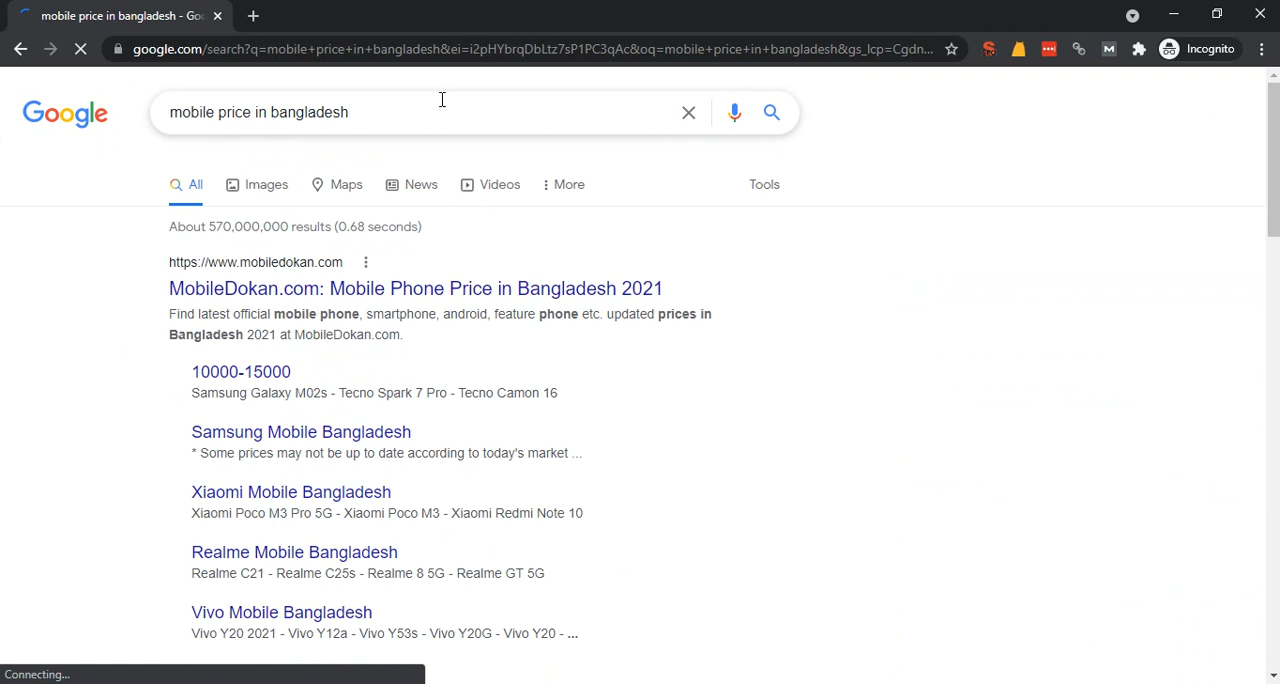 mobile price in bangladesh - Go
google.com/search?q=mobile+price+in+bangladesh&ei=i2pHYbrqDbLtz7sP1PC3qAc&oq=mobile+price+in+bangladesh&gs_lcp=Cgdn...
Incognito
Google
mobile price in bangladesh
All
Images
Maps
News
Videos
More
Tools
About 570,000,000 results (0.68 seconds)
https://www.mobiledokan.com
MobileDokan.com: Mobile Phone Price in Bangladesh 2021
Find latest official mobile phone, smartphone, android, feature phone etc. updated prices in
Bangladesh 2021 at MobileDokan.com.
10000-15000
Samsung Galaxy M02s - Tecno Spark 7 Pro - Tecno Camon 16
Samsung Mobile Bangladesh
* Some prices may not be up to date according to today's market ...
Xiaomi Mobile Bangladesh
Xiaomi Poco M3 Pro 5G - Xiaomi Poco M3 - Xiaomi Redmi Note 10
Realme Mobile Bangladesh
Realme C21 - Realme C25s - Realme 8 5G - Realme GT 5G
Vivo Mobile Bangladesh
Vivo Y20 2021 - Vivo Y12a - Vivo Y53s - Vivo Y20G - Vivo Y20 - ...
Connecting...